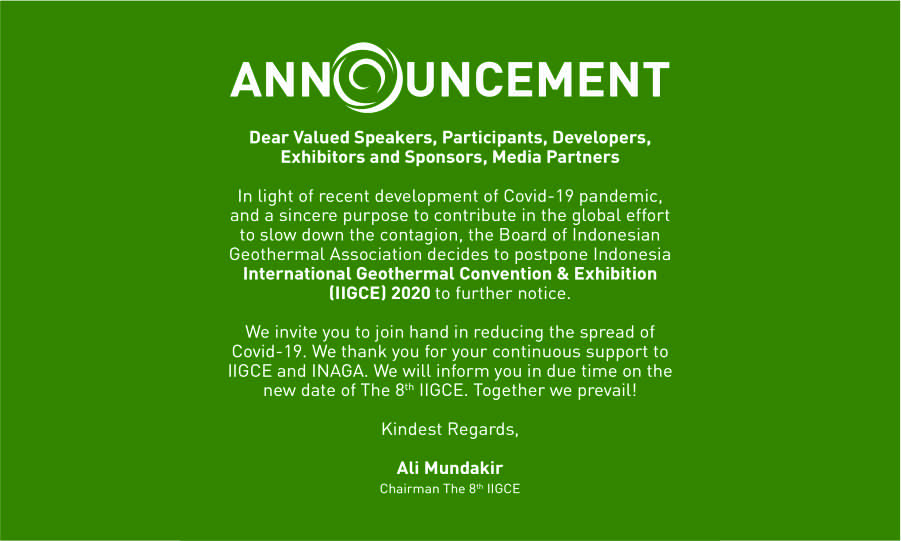 ANNOUNCEMENT
Dear Valued Speakers, Participants, Developers,
Exhibitors and Sponsors, Media Partners
In light of recent development of Covid-19 pandemic,
and a sincere purpose to contribute in the global effort
to slow down the contagion, the Board of Indonesian
Geothermal Association decides to postpone Indonesia
International Geothermal Convention & Exhibition
(IIGCE) 2020 to further notice.
We invite you to join hand in reducing the spread of
Covid-19. We thank you for your continuous support to
IIGCE and INAGA. We will inform you in due time on the
new date of The 8th IIGCE. Together we prevail!
Kindest Regards,
Ali Mundakir
Chairman The 8th IIGCE